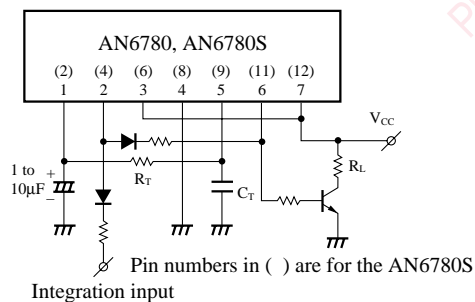 AN6780, AN6780S
(2) (4) (6) (8) (9) (11) (12)
1 2 3 4 5 6 7
VCC
1 to
10μF
+
−
RT
CT
RL
Pin numbers in ( ) are for the AN6780S
Integration input